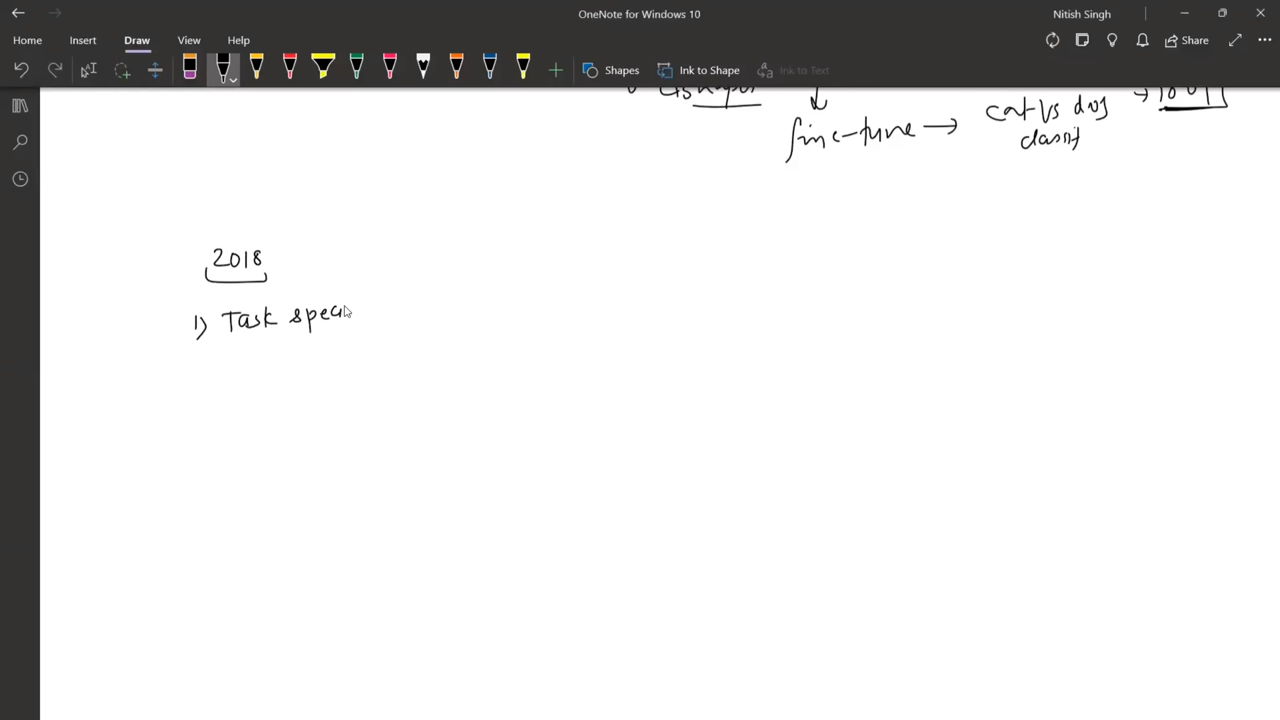 OneNote for Windows 10
Nitish Singh
Home Insert Draw View Help
Share
Shapes
Ink to Shape
Ink to Text
fine-tune → cat vs dog
classif
2018
1) Task spea